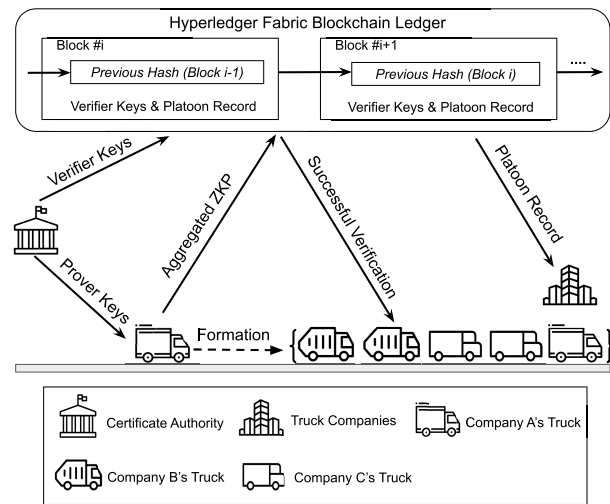 Hyperledger Fabric Blockchain Ledger
Block #i
Block #i+1
Previous Hash (Block i-1)
Previous Hash (Block i)
....
Verifier Keys & Platoon Record
Verifier Keys & Platoon Record
Verifier Keys
Aggregated ZKP
Successful Verification
Platoon Record
Prover Keys
Formation
Certificate Authority
Truck Companies
Company A's Truck
Company B's Truck
Company C's Truck